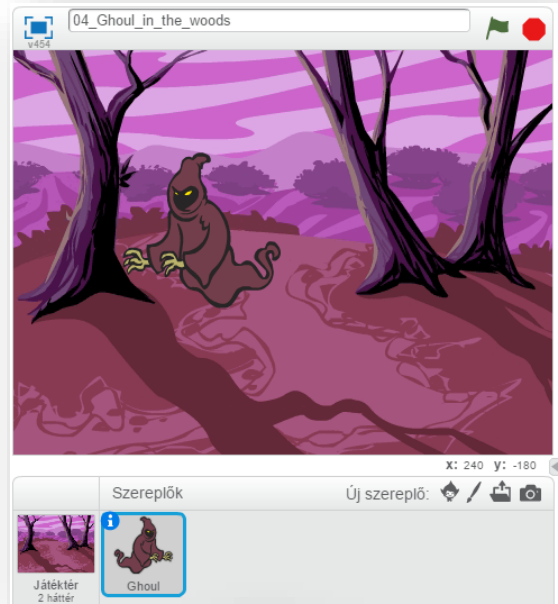 04_Ghoul_in_the_woods
v454
x: 240 y: -180
Szereplők
Új szereplő:
Játéktér
2 háttér
Ghoul